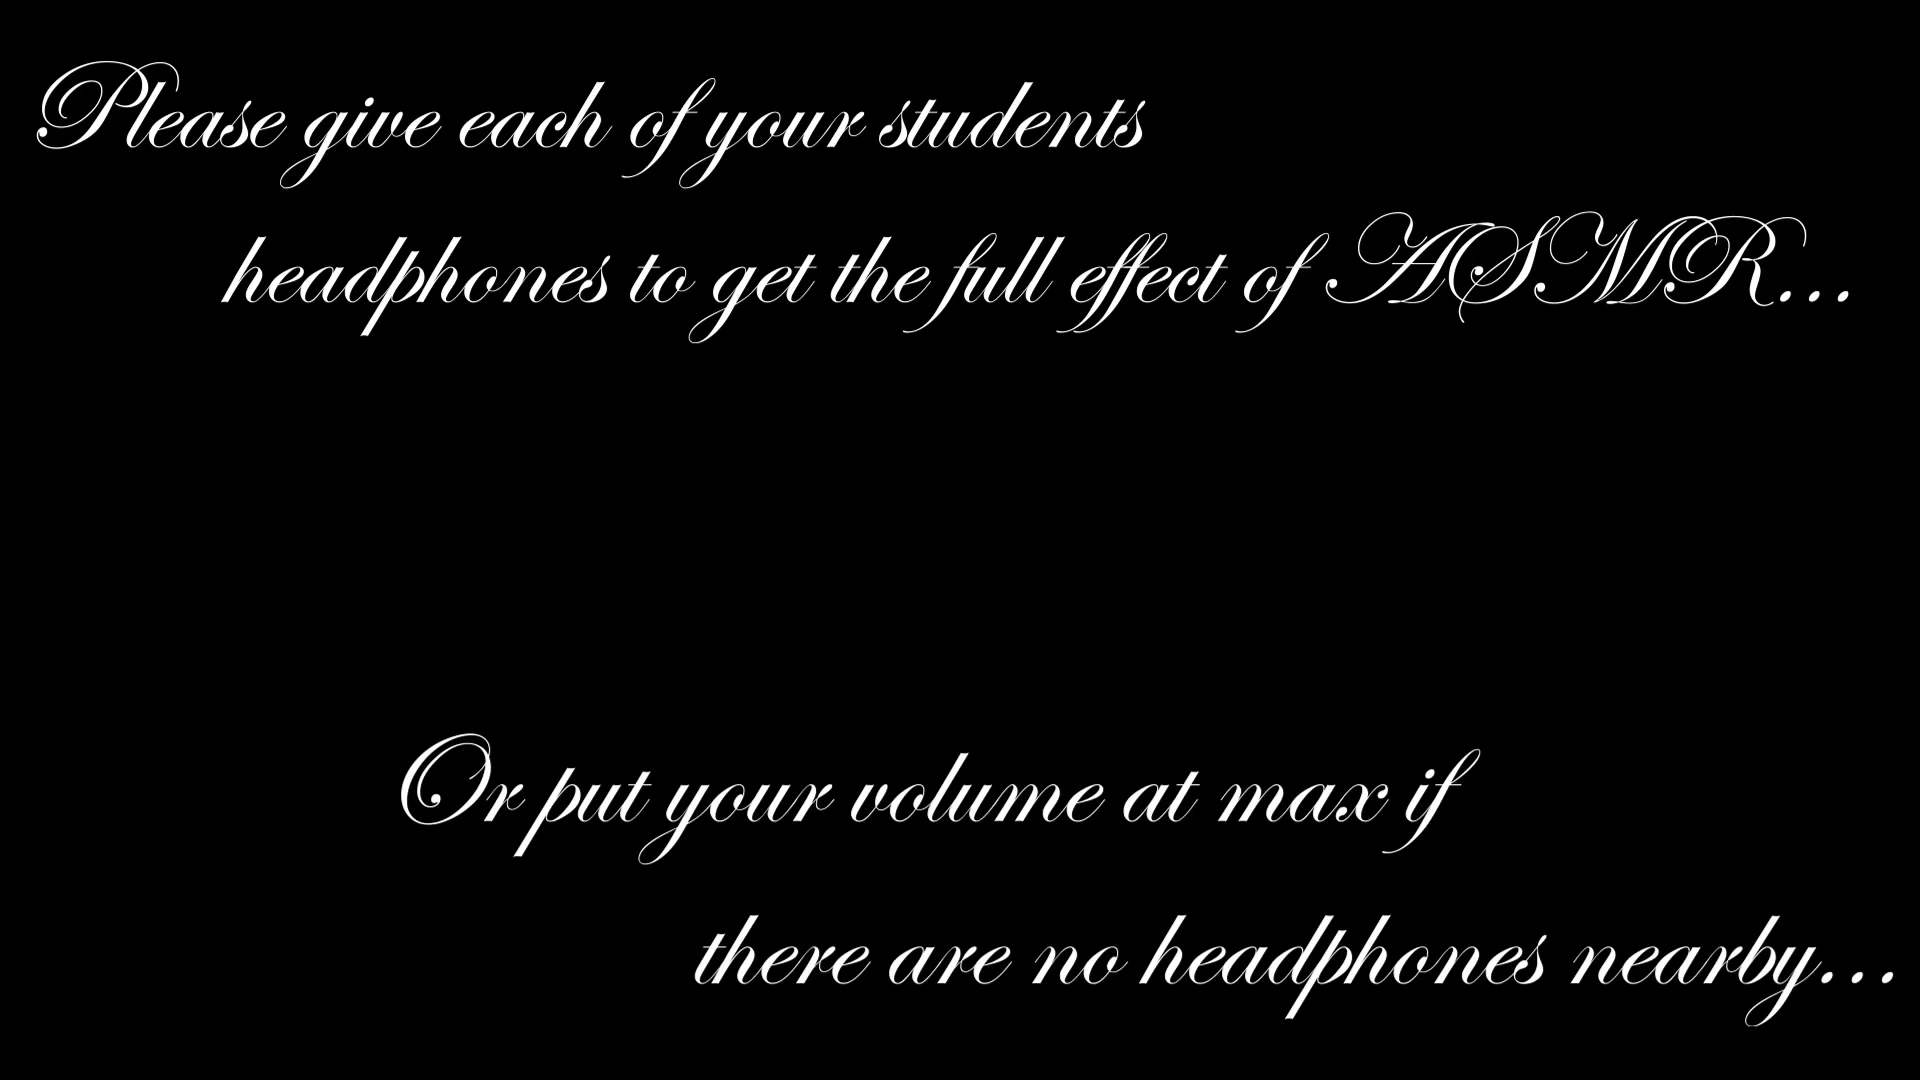 Please give each of your students
headphones to get the full effect of ASMR...
Or put your volume at max if
there are no headphones nearby...